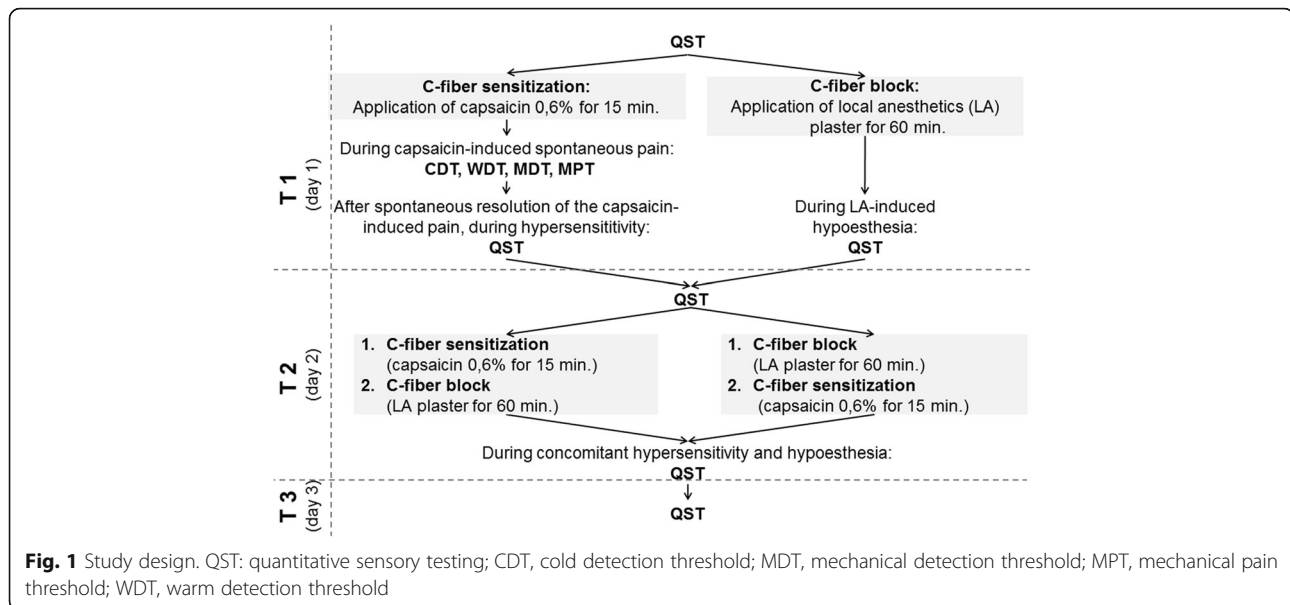 QST
C-fiber sensitization:
Application of capsaicin 0,6% for 15 min.
C-fiber block:
Application of local anesthetics (LA)
plaster for 60 min.
During capsaicin-induced spontaneous pain:
CDT, WDT, MDT, MPT
After spontaneous resolution of the capsaicin-
induced pain, during hypersensititivity:
QST
During LA-induced
hypoesthesia:
QST
T 1
(day 1)
QST
1. C-fiber sensitization
(capsaicin 0,6% for 15 min.)
2. C-fiber block
(LA plaster for 60 min.)
1. C-fiber block
(LA plaster for 60 min.)
2. C-fiber sensitization
(capsaicin 0,6% for 15 min.)
During concomitant hypersensitivity and hypoesthesia:
QST
T 2
(day 2)
QST
T 3
(day 3)
Fig. 1 Study design. QST: quantitative sensory testing; CDT, cold detection threshold; MDT, mechanical detection threshold; MPT, mechanical pain
threshold; WDT, warm detection threshold